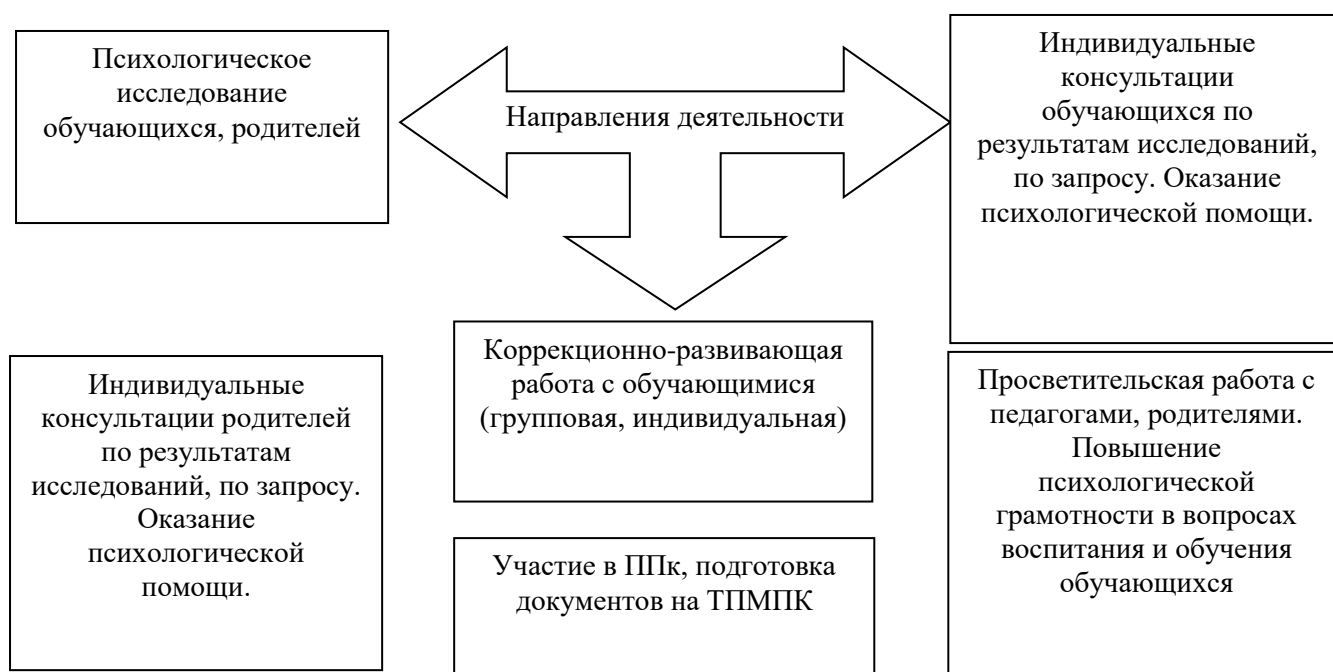 Психологическое
исследование
обучающихся, родителей
Направления деятельности
Индивидуальные
консультации
обучающихся по
результатам исследований,
по запросу. Оказание
психологической помощи.
Индивидуальные
консультации родителей
по результатам
исследований, по запросу.
Оказание
психологической
помощи.
Коррекционно-развивающая
работа с обучающимися
(групповая, индивидуальная)
Участие в ППк, подготовка
документов на ТПМПК
Просветительская работа с
педагогами, родителями.
Повышение
психологической
грамотности в вопросах
воспитания и обучения
обучающихся